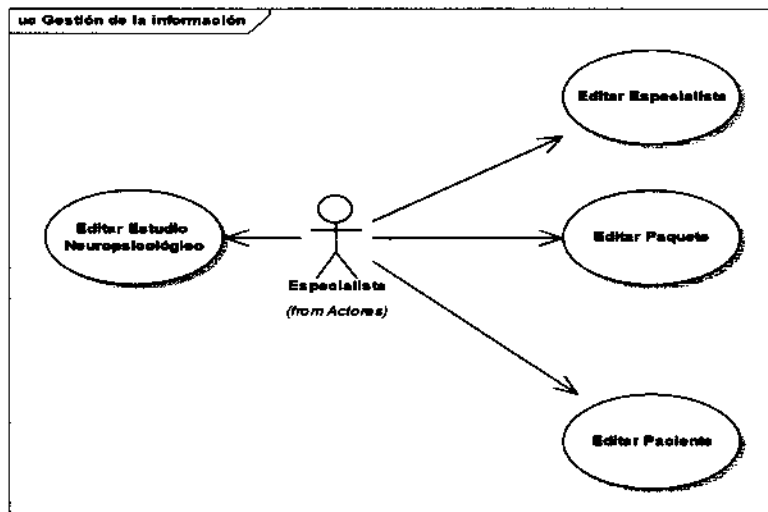 uc Gestión de la información
Editar Especialista
Editar Estudio
Neuropsicológico
Editar Paquete
Especialista
(from Actores)
Editar Paciente